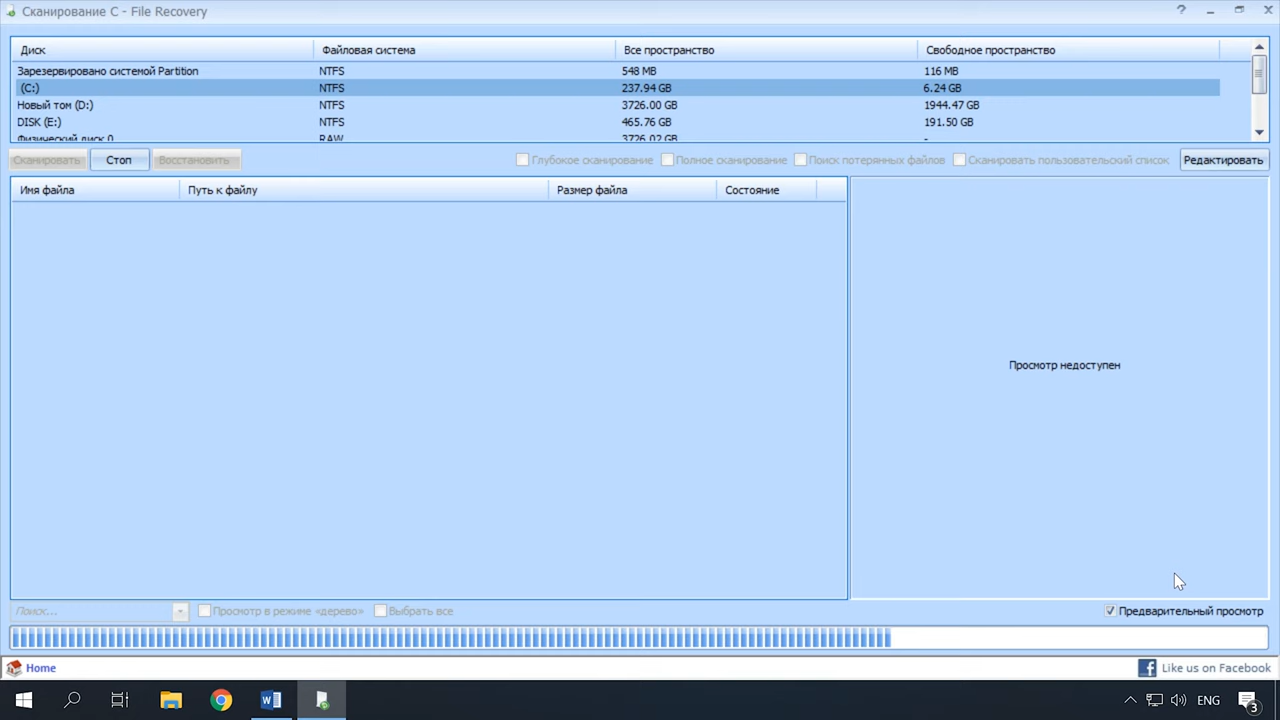 Сканирование C - File Recovery
?
Диск Файловая система Все пространство Свободное пространство
Зарезервировано системой Partition NTFS 548 MB 116 MB
(C:) NTFS 237.94 GB 6.24 GB
Новый том (D:) NTFS 3726.00 GB 1944.47 GB
DISK (E:) NTFS 465.76 GB 191.50 GB
Физический диск 0 RAW 3726.02 GB -
Сканировать Стоп Восстановить Глубокое сканирование Полное сканирование Поиск потерянных файлов Сканировать пользовательский список Редактировать
Имя файла Путь к файлу Размер файла Состояние
Просмотр недоступен
Поиск... Просмотр в режиме «дерево» Выбрать все Предварительный просмотр
Home Like us on Facebook
ENG 3